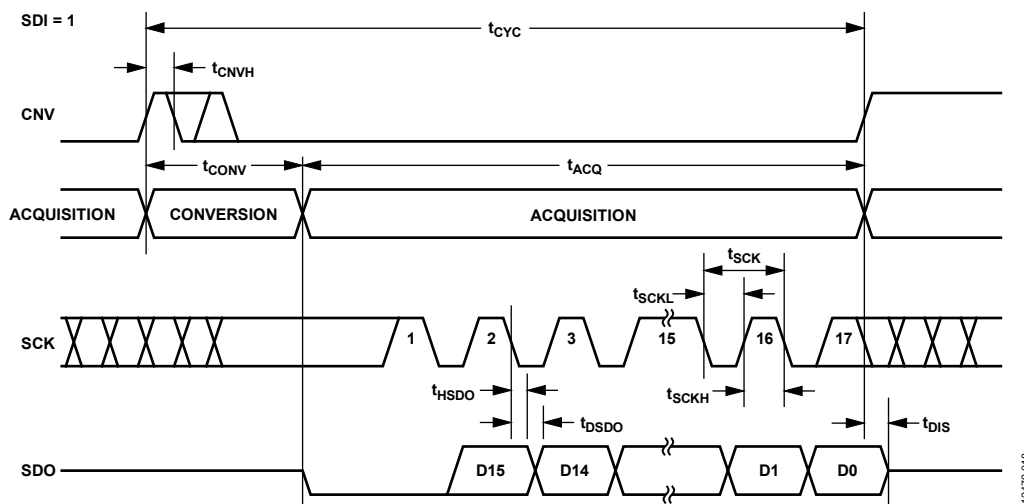 SDI = 1
tCYC
tCNVH
CNV
tCONV
tACQ
ACQUISITION
CONVERSION
ACQUISITION
tSCK
tSCKL
SCK
1
2
3
15
16
17
tHSDO
tDSDO
tSCKH
tDIS
SDO
D15
D14
D1
D0